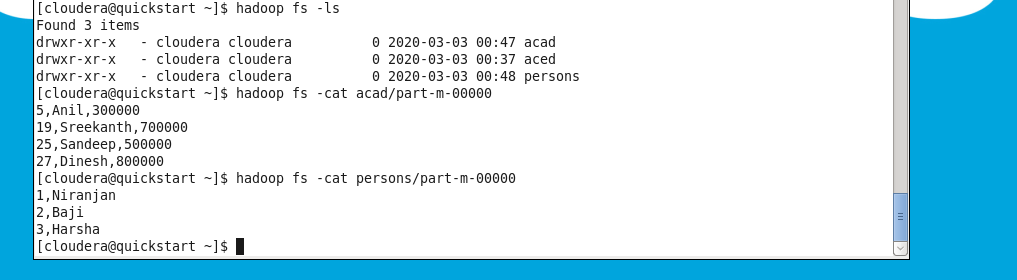 [cloudera@quickstart ~]$ hadoop fs -ls
Found 3 items
drwxr-xr-x   - cloudera cloudera          0 2020-03-03 00:47 acad
drwxr-xr-x   - cloudera cloudera          0 2020-03-03 00:37 aced
drwxr-xr-x   - cloudera cloudera          0 2020-03-03 00:48 persons
[cloudera@quickstart ~]$ hadoop fs -cat acad/part-m-00000
5,Anil,300000
19,Sreekanth,700000
25,Sandeep,500000
27,Dinesh,800000
[cloudera@quickstart ~]$ hadoop fs -cat persons/part-m-00000
1,Niranjan
2,Baji
3,Harsha
[cloudera@quickstart ~]$